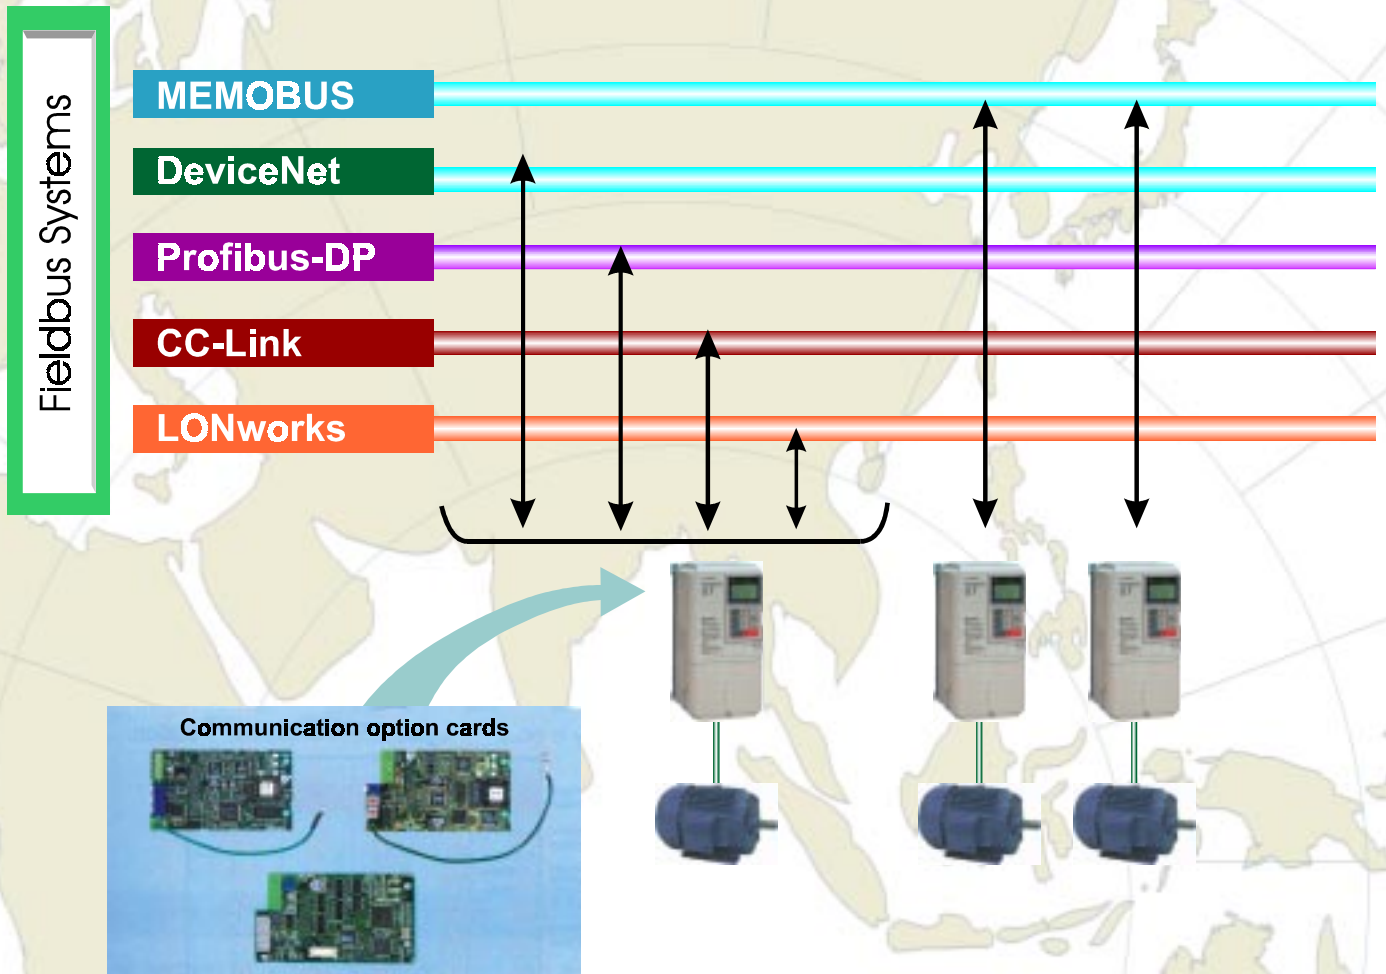 Fieldbus Systems
MEMOBUS
DeviceNet
Profibus-DP
CC-Link
LONworks
Communication option cards